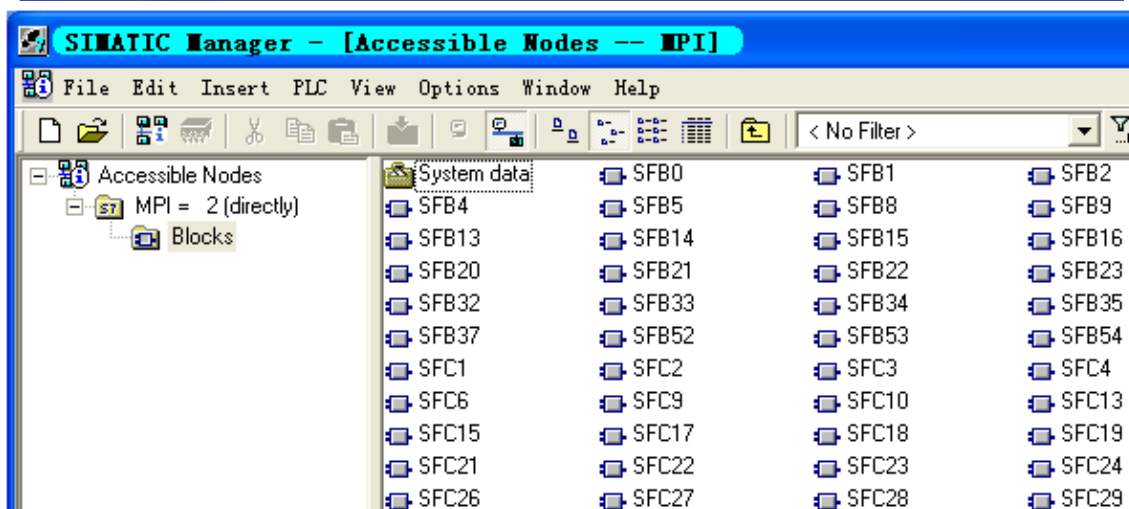 SIMATIC Manager - [Accessible Nodes -- MPI]
File Edit Insert PLC View Options Window Help
< No Filter >
Accessible Nodes
MPI = 2 (directly)
Blocks
System data SFB0 SFB1 SFB2
SFB4 SFB5 SFB8 SFB9
SFB13 SFB14 SFB15 SFB16
SFB20 SFB21 SFB22 SFB23
SFB32 SFB33 SFB34 SFB35
SFB37 SFB52 SFB53 SFB54
SFC1 SFC2 SFC3 SFC4
SFC6 SFC9 SFC10 SFC13
SFC15 SFC17 SFC18 SFC19
SFC21 SFC22 SFC23 SFC24
SFC26 SFC27 SFC28 SFC29